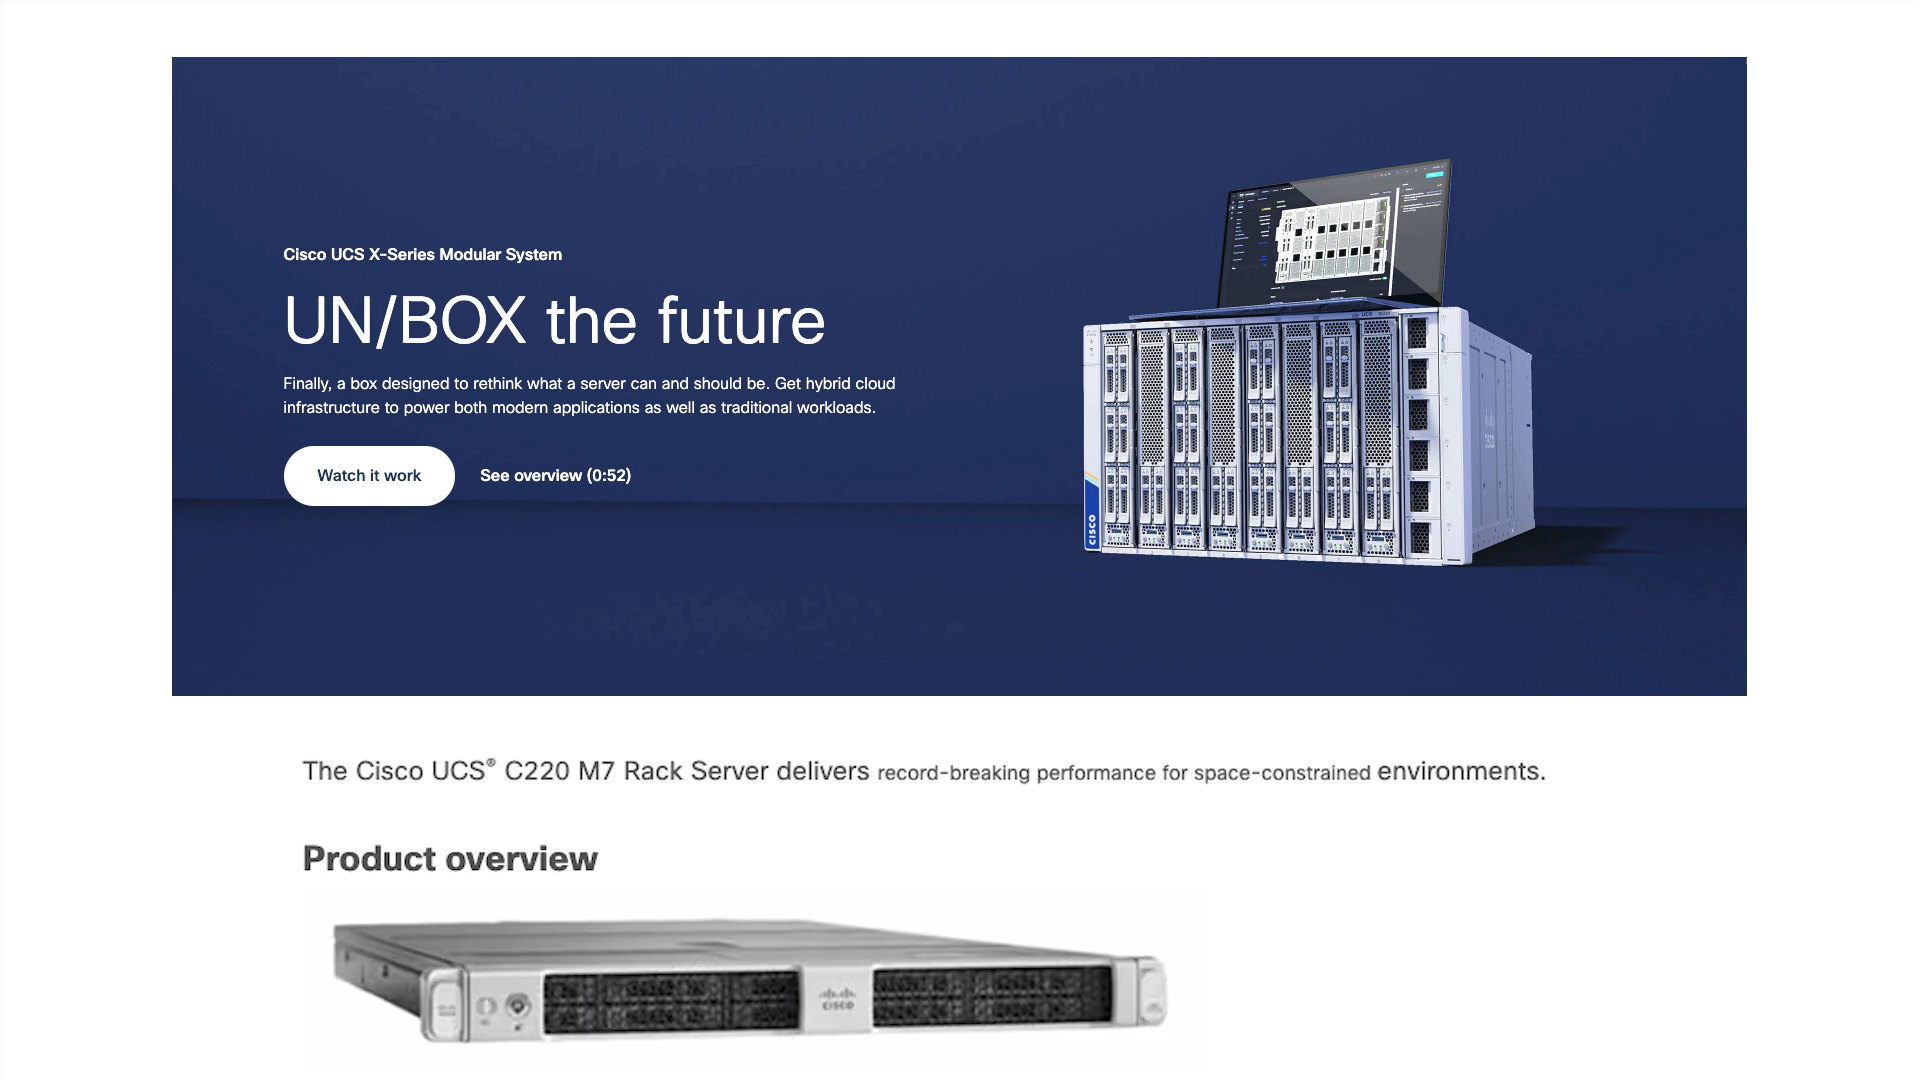 Cisco UCS X-Series Modular System
UN/BOX the future
Finally, a box designed to rethink what a server can and should be. Get hybrid cloud
infrastructure to power both modern applications as well as traditional workloads.
Watch it work
See overview (0:52)
CISCO
CISCO
The Cisco UCS® C220 M7 Rack Server delivers record-breaking performance for space-constrained environments.
Product overview
CISCO